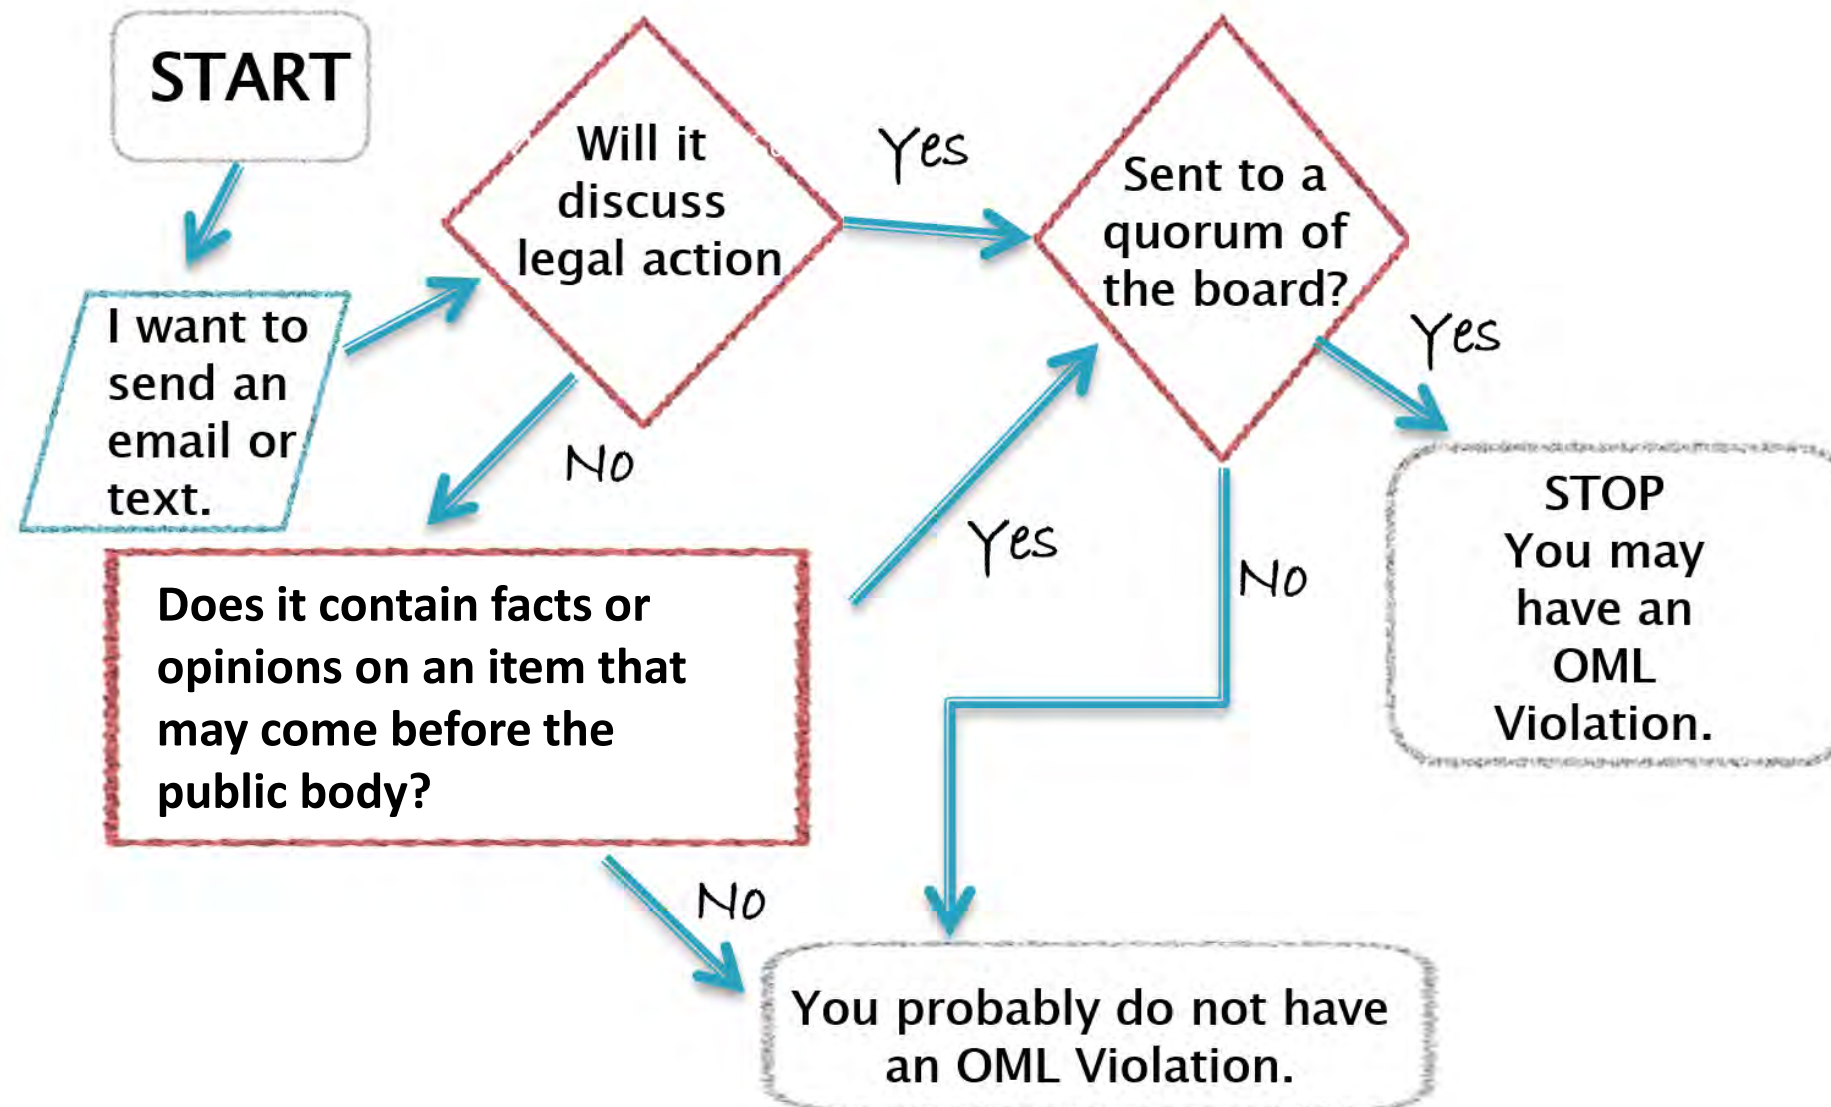 START
I want to
send an
email or
text.
Will it
discuss
legal action
Yes
No
Sent to a
quorum of
the board?
Yes
No
STOP
You may
have an
OML
Violation.
Does it contain facts or
opinions on an item that
may come before the
public body?
Yes
No
You probably do not have
an OML Violation.